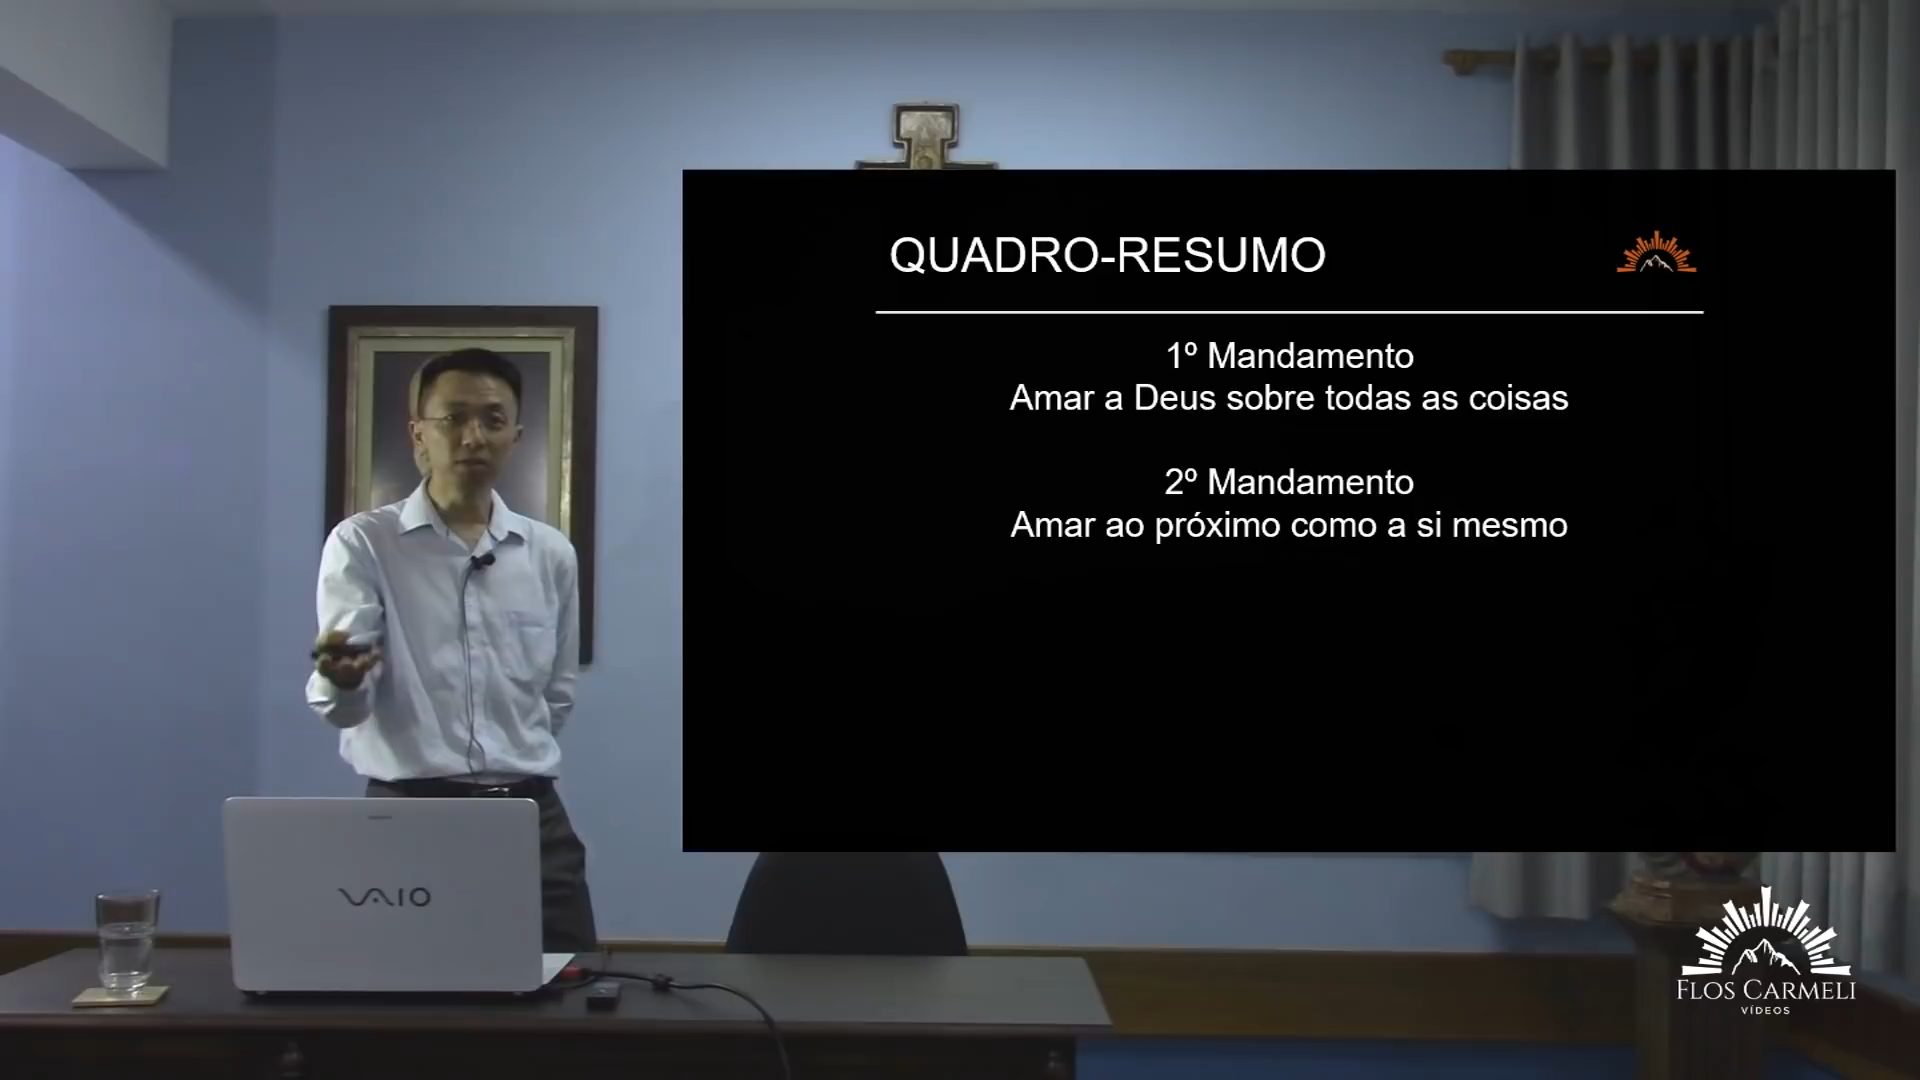 QUADRO-RESUMO
1º Mandamento
Amar a Deus sobre todas as coisas
2º Mandamento
Amar ao próximo como a si mesmo
VAIO
FLOS CARMELI
VÍDEOS